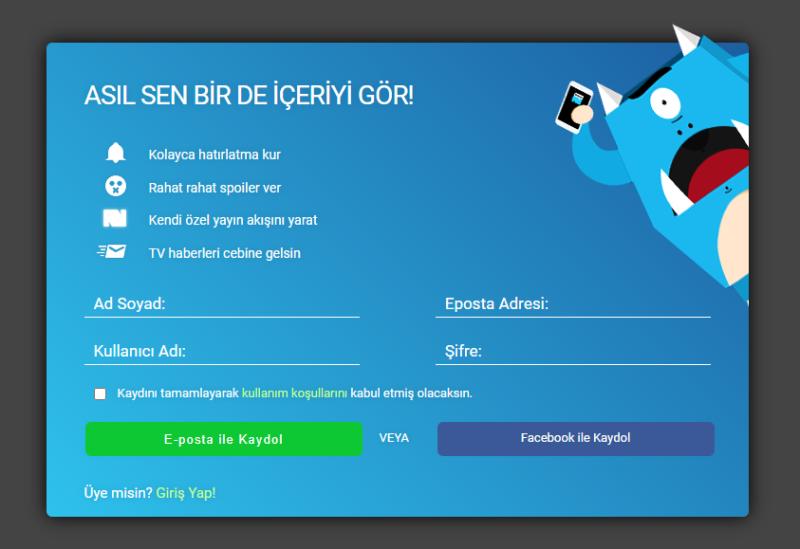 ASIL SEN BİR DE İÇERİYİ GÖR!
Kolayca hatırlatma kur
Rahat rahat spoiler ver
Kendi özel yayın akışını yarat
TV haberleri cebine gelsin
Ad Soyad:
Eposta Adresi:
Kullanıcı Adı:
Şifre:
Kaydını tamamlayarak kullanım koşullarını kabul etmiş olacaksın.
E-posta ile Kaydol
VEYA
Facebook ile Kaydol
Üye misin? Giriş Yap!